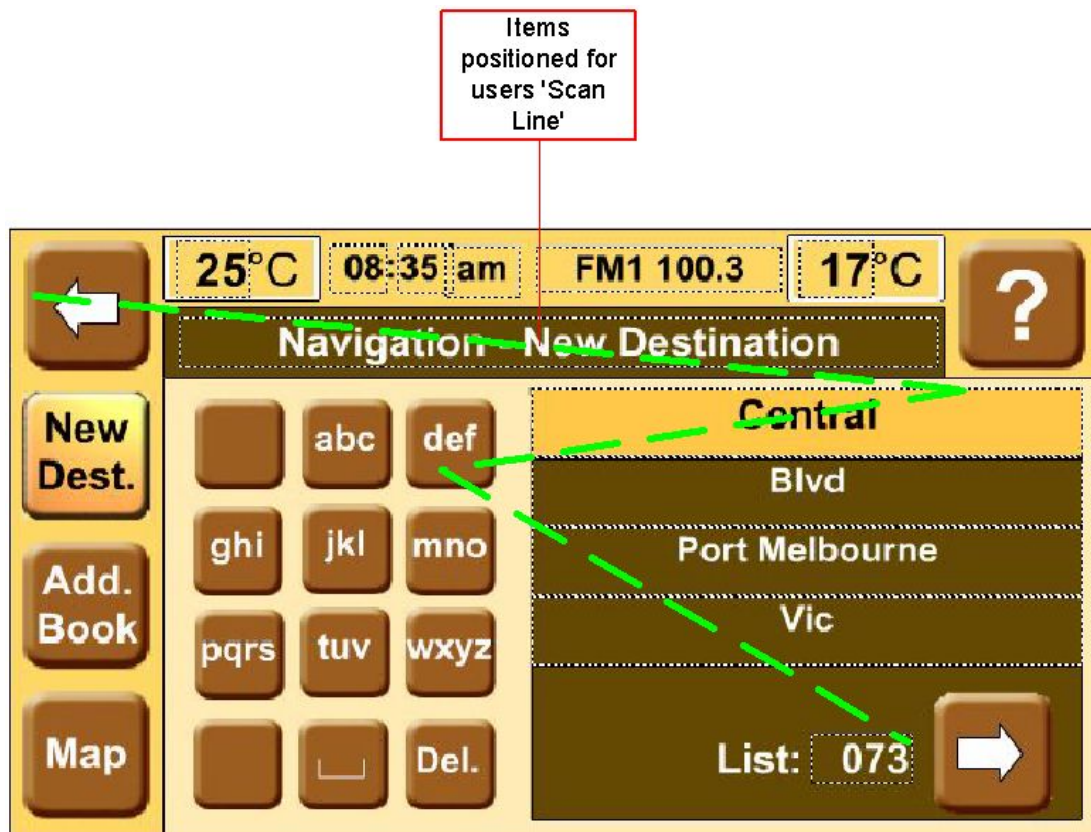 Items
positioned for
users 'Scan
Line'
25°C 08:35 am FM1 100.3 17°C ?
Navigation - New Destination
New
Dest.
Add.
Book
Map
abc def
ghi jkl mno
pqrs tuv wxyz
Del.
Central
Blvd
Port Melbourne
Vic
List: 073